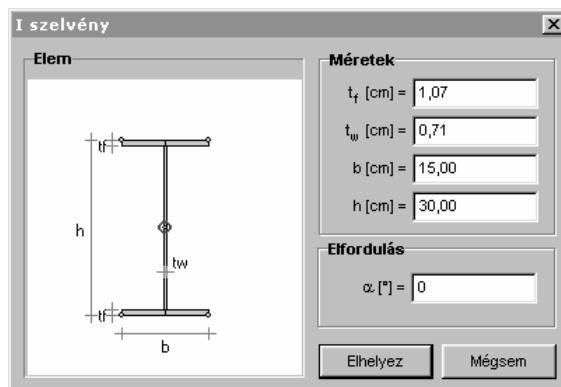 I szelvény
Elem
tf
h
tw
tf
b
Méretek
tf [cm] = 1,07
tw [cm] = 0,71
b [cm] = 15,00
h [cm] = 30,00
Elfordulás
α [°] = 0
Elhelyez
Mégsem